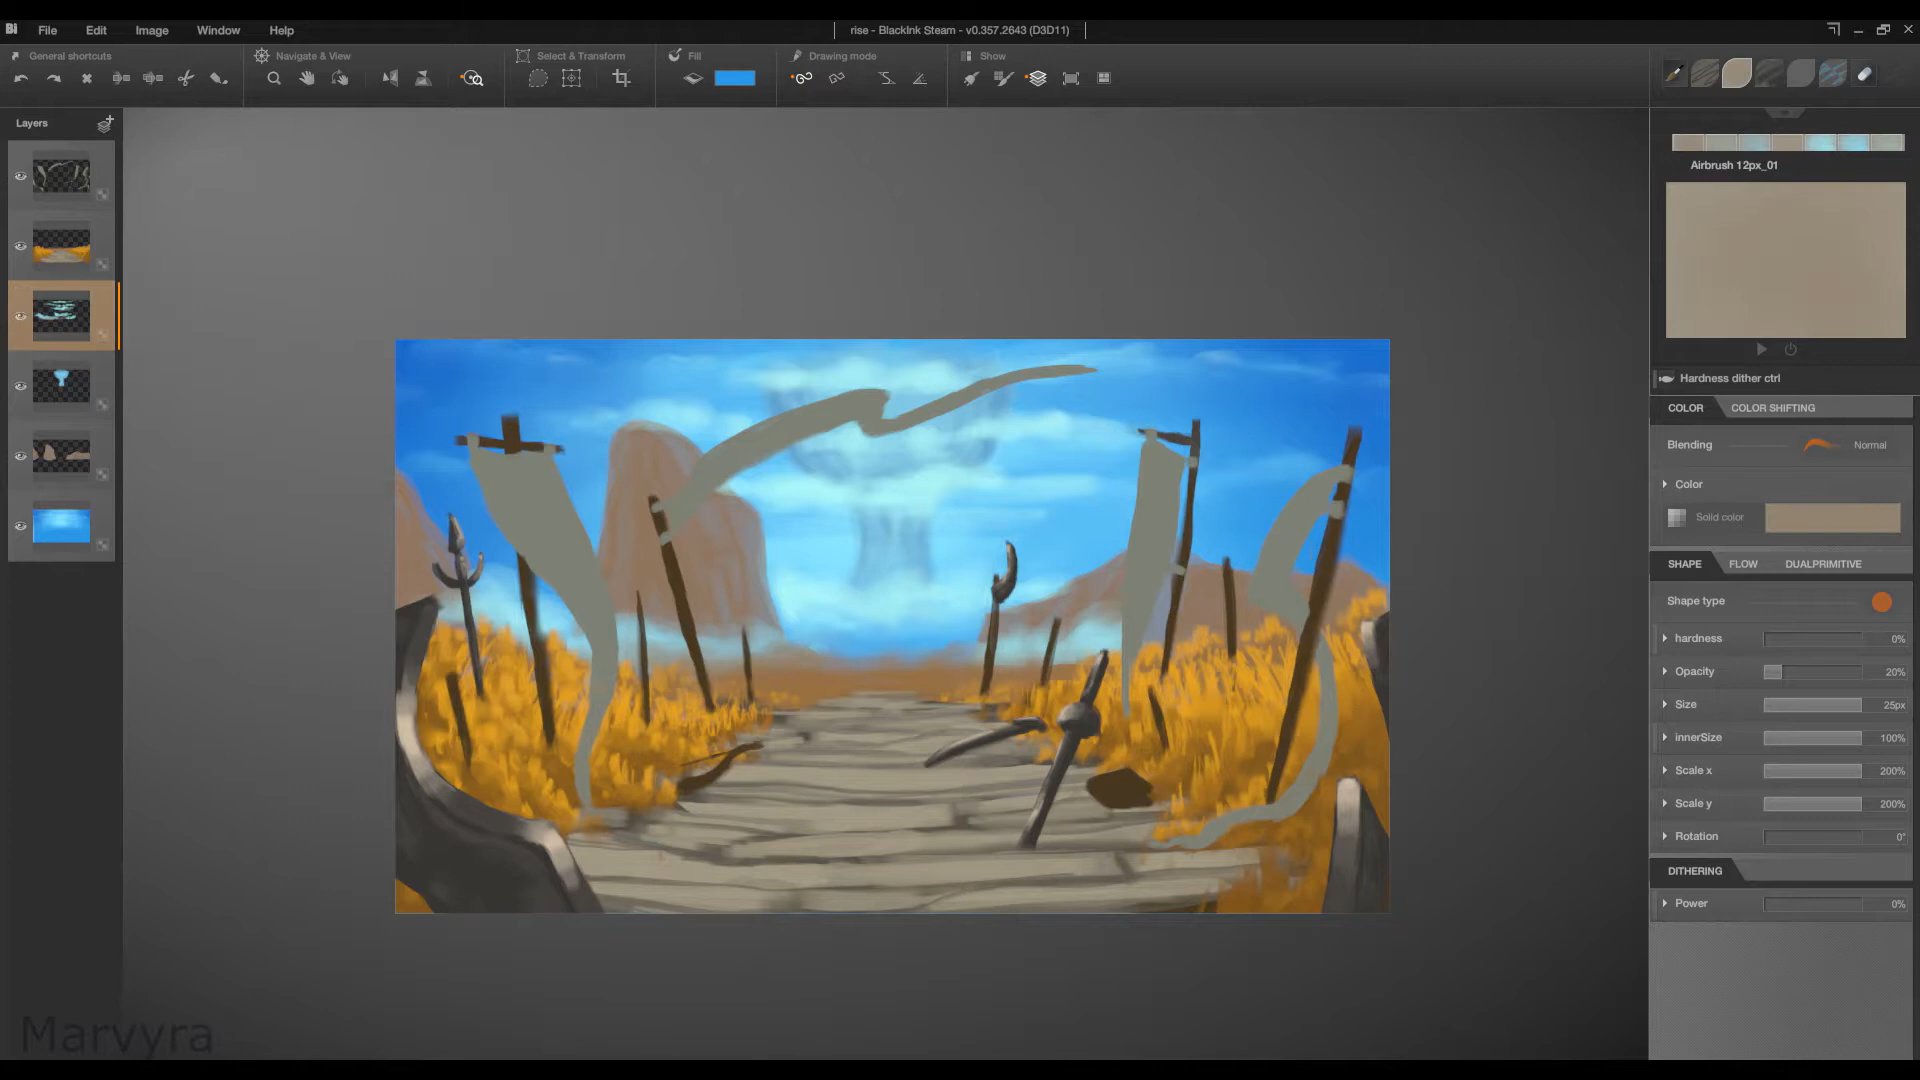 Bi File Edit Image Window Help rise - BlackInk Steam - v0.357.2643 (D3D11)
General shortcuts Navigate & View Select & Transform Fill Drawing mode Show
Layers
Airbrush 12px_01
Hardness dither ctrl
COLOR COLOR SHIFTING
Blending Normal
Color
Solid color
SHAPE FLOW DUALPRIMITIVE
Shape type
hardness 0%
Opacity 20%
Size 25px
innerSize 100%
Scale x 200%
Scale y 200%
Rotation 0°
DITHERING
Power 0%
Marvyra